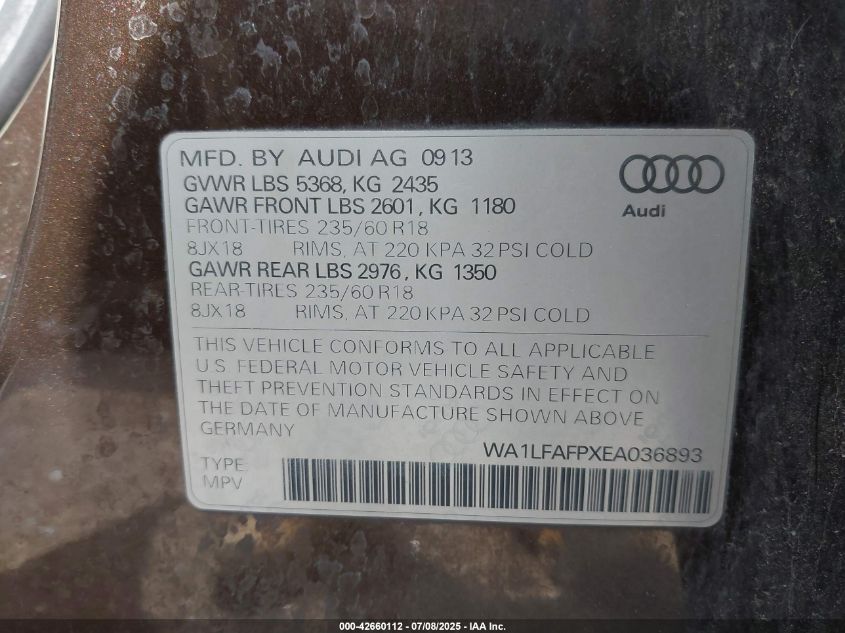 MFD. BY AUDI AG 09 13
GVWR LBS 5368, KG 2435
GAWR FRONT LBS 2601, KG 1180
FRONT-TIRES 235/60 R18
8JX18 RIMS, AT 220 KPA 32 PSI COLD
GAWR REAR LBS 2976, KG 1350
REAR-TIRES 235/60 R18
8JX18 RIMS, AT 220 KPA 32 PSI COLD
Audi
THIS VEHICLE CONFORMS TO ALL APPLICABLE
U.S. FEDERAL MOTOR VEHICLE SAFETY AND
THEFT PREVENTION STANDARDS IN EFFECT ON
THE DATE OF MANUFACTURE SHOWN ABOVE
GERMANY
WA1LFAFPXEA036893
TYPE
MPV
000-42660112 - 07/08/2025 - IAA Inc.